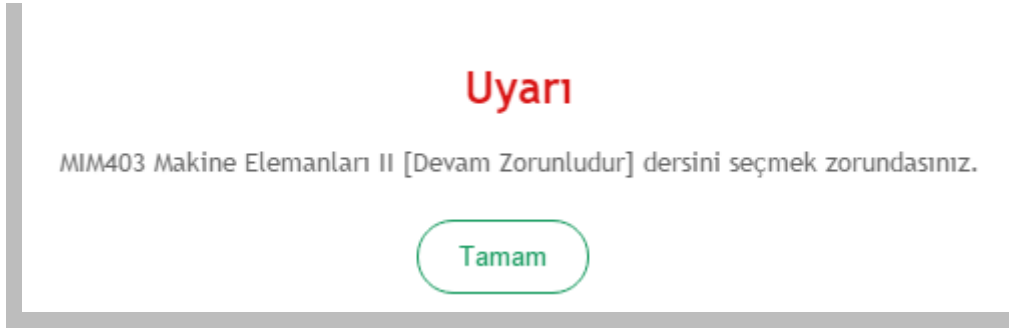 Uyarı
MIM403 Makine Elemanları II [Devam Zorunludur] dersini seçmek zorundasınız.
Tamam